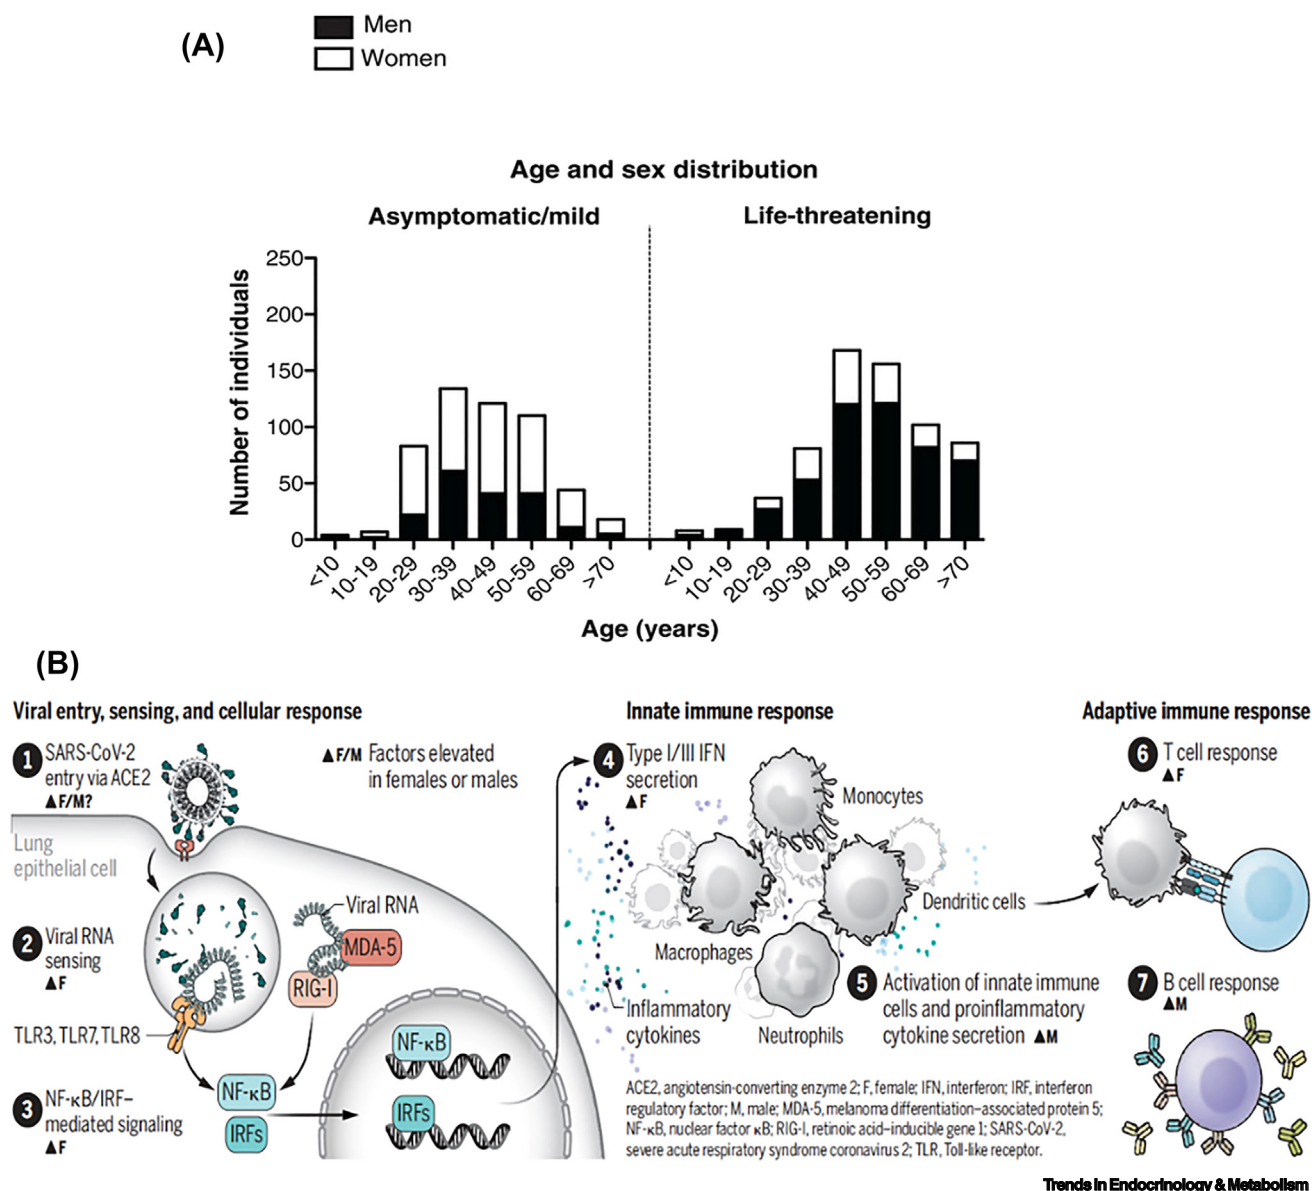 (A)
Men
Women
Age and sex distribution
Asymptomatic/mild
Life-threatening
Number of individuals
250
200
150
100
50
0
<10
10-19
20-29
30-39
40-49
50-59
60-69
>70
<10
10-19
20-29
30-39
40-49
50-59
60-69
>70
Age (years)
(B)
Viral entry, sensing, and cellular response
1 SARS-CoV-2
entry via ACE2
▲F/M?
▲F/M Factors elevated
in females or males
Lung
epithelial cell
2 Viral RNA
sensing
▲F
Viral RNA
MDA-5
RIG-I
TLR3, TLR7, TLR8
NF-κB
IRFs
3 NF-κB/IRF–
mediated signaling
▲F
NF-κB
IRFs
Innate immune response
4 Type I/III IFN
secretion
▲F
Monocytes
Macrophages
Dendritic cells
Inflammatory
cytokines
Neutrophils
5 Activation of innate immune
cells and proinflammatory
cytokine secretion ▲M
Adaptive immune response
6 T cell response
▲F
7 B cell response
▲M
ACE2, angiotensin-converting enzyme 2; F, female; IFN, interferon; IRF, interferon
regulatory factor; M, male; MDA-5, melanoma differentiation–associated protein 5;
NF-κB, nuclear factor κB; RIG-I, retinoic acid–inducible gene 1; SARS-CoV-2,
severe acute respiratory syndrome coronavirus 2; TLR, Toll-like receptor.
Trends in Endocrinology & Metabolism